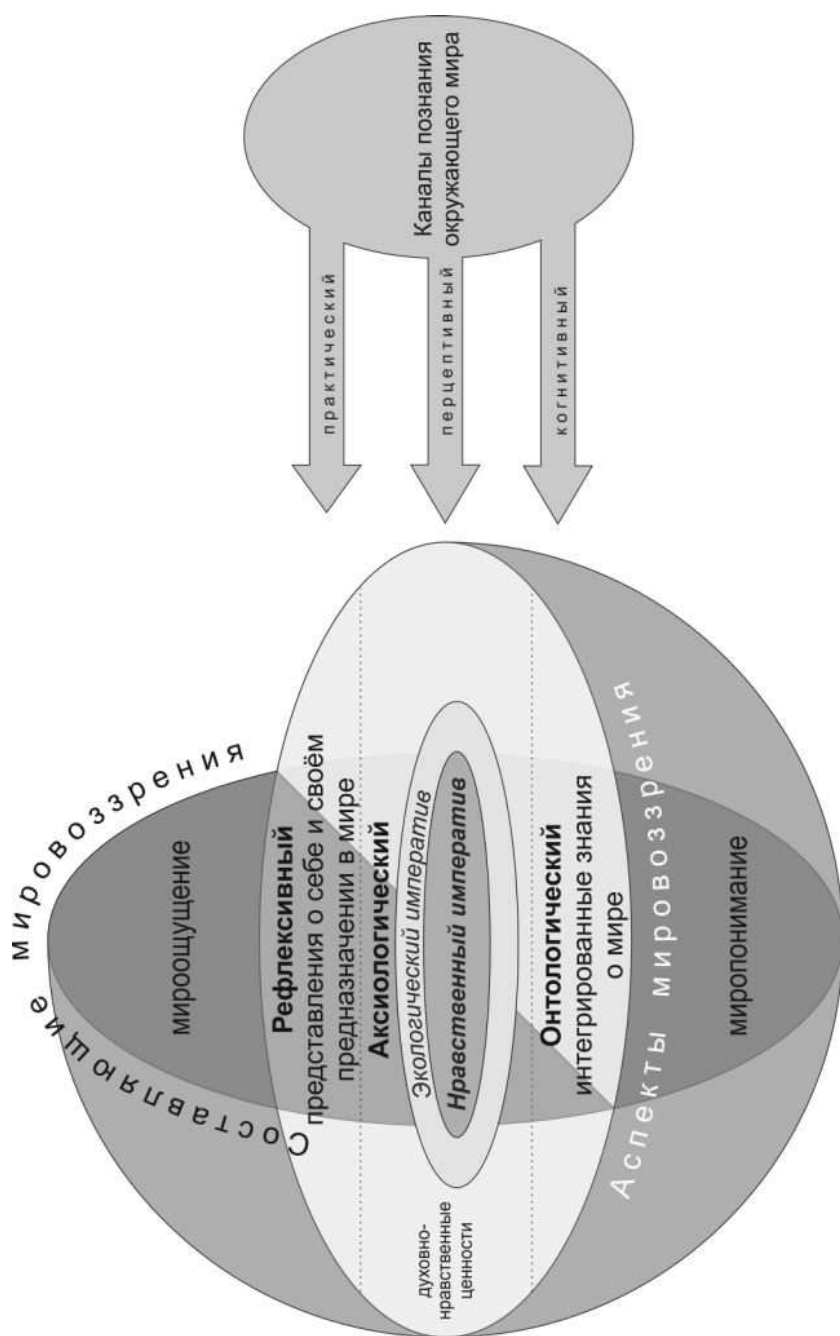 Составляющие мировоззрения
мироощущение
Рефлексивный
представления о себе и своём
предназначении в мире
Аксиологический
Экологический императив
Нравственный императив
духовно-
нравственные
ценности
Онтологический
интегрированные знания
о мире
Аспекты мировоззрения
миропонимание
практический
перцептивный
когнитивный
Каналы познания
окружающего мира